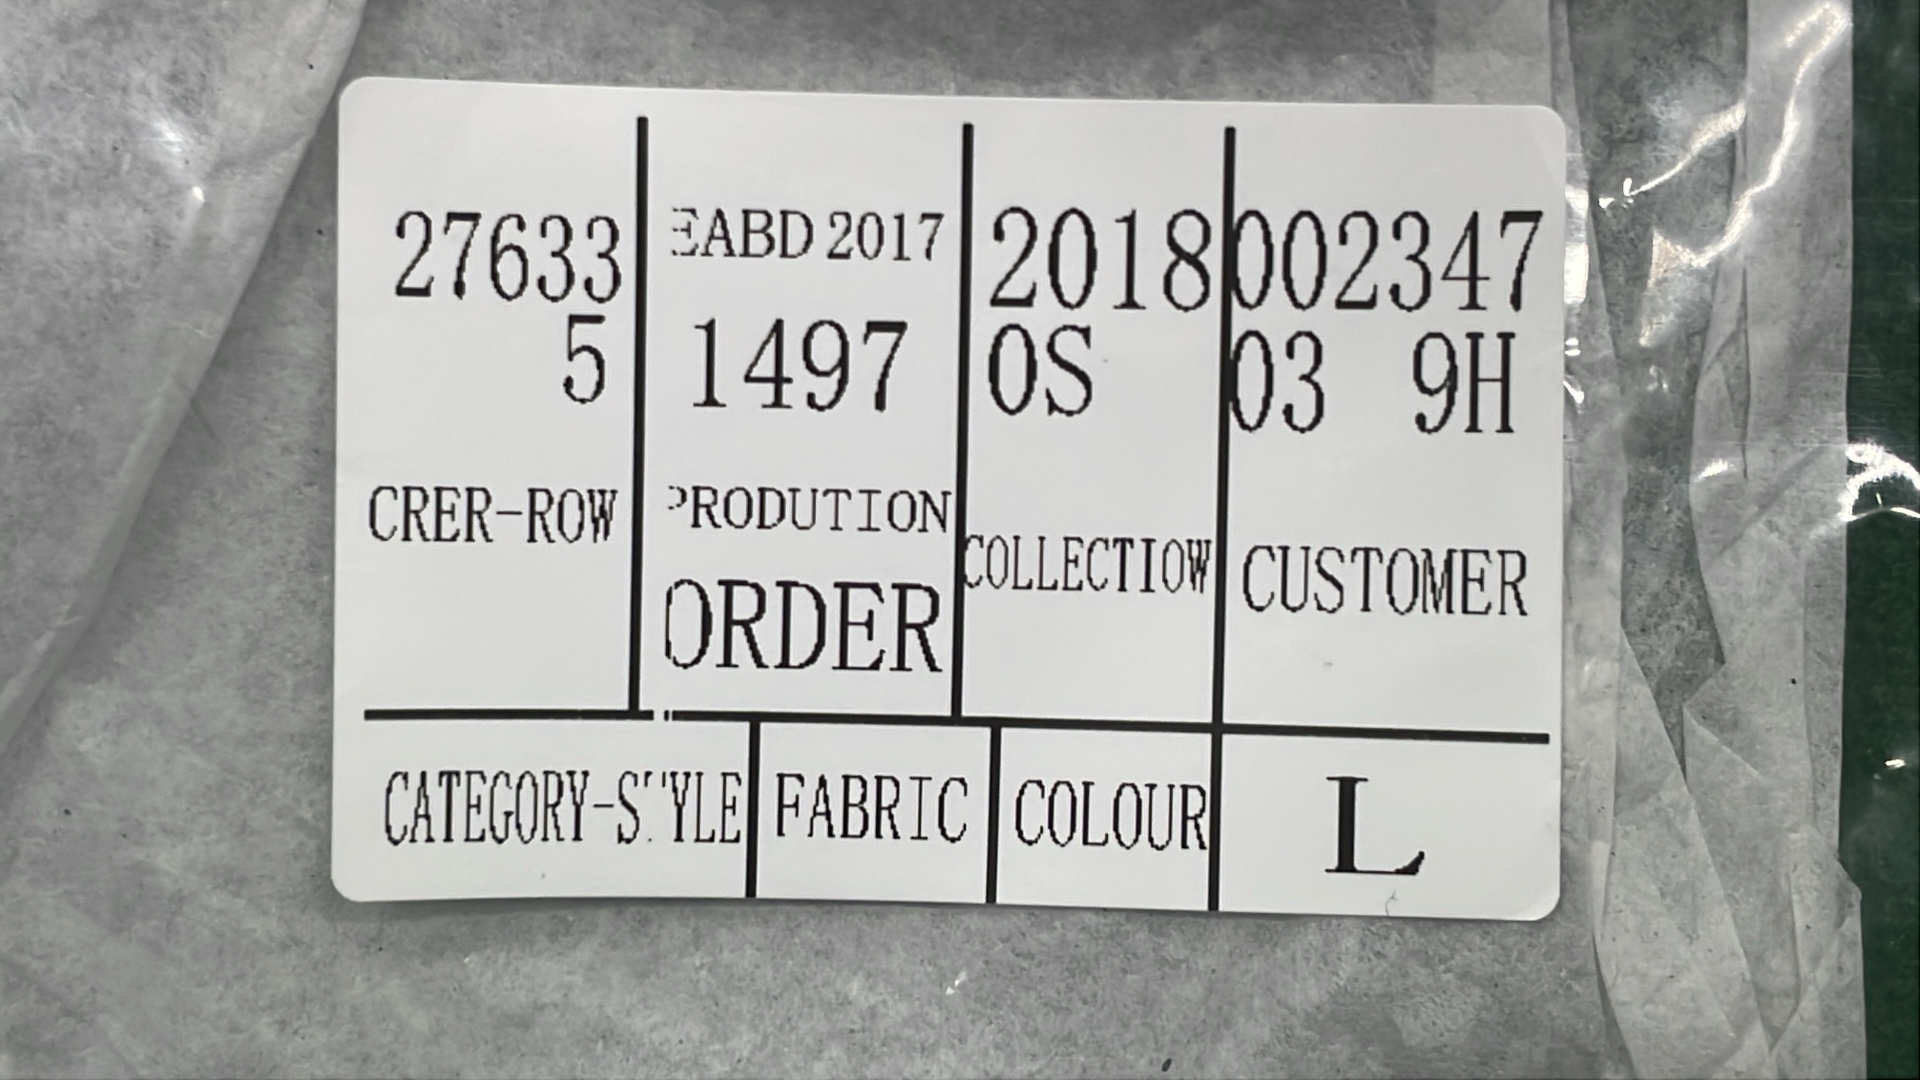 27633
5
CRER-ROW
EABD 2017
1497
PRODUTION
ORDER
2018
0S
COLLECTIOW
002347
03 9H
CUSTOMER
CATEGORY-STYLE
FABRIC
COLOUR
L